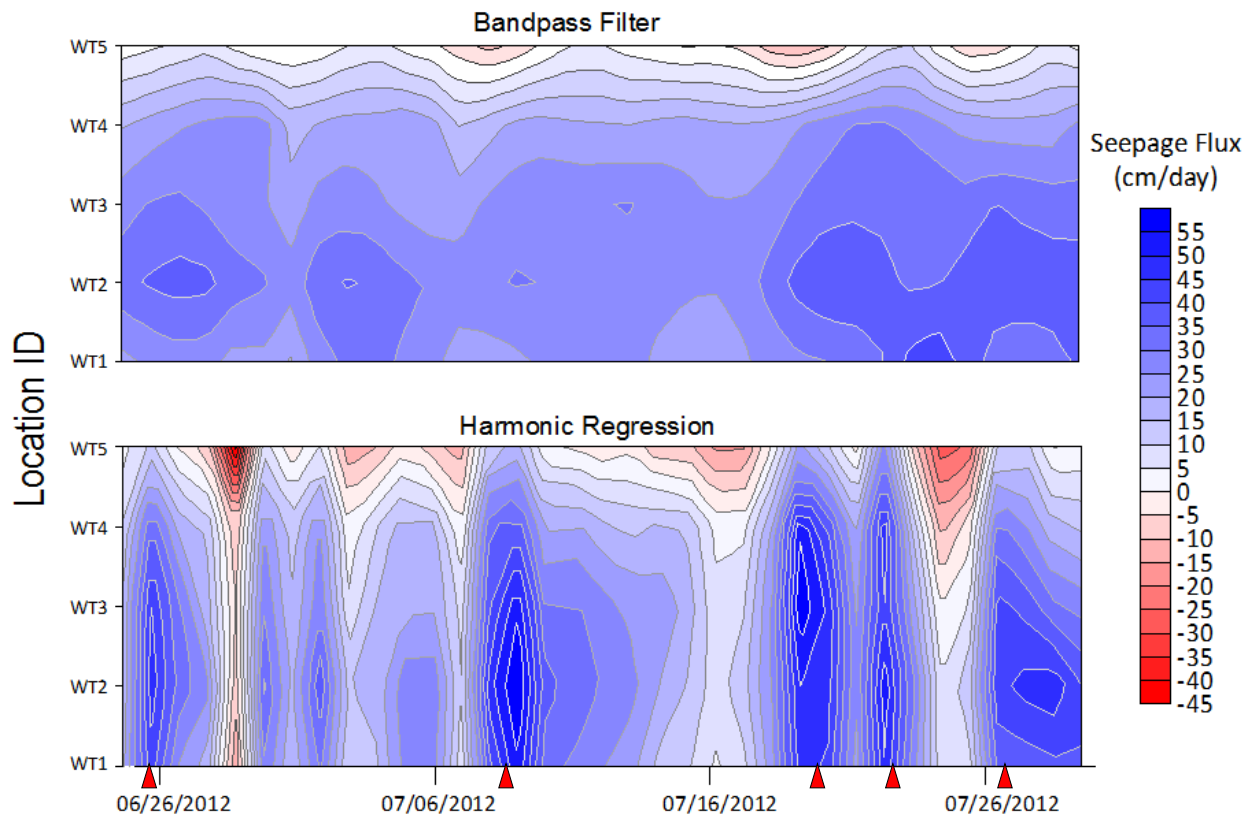 Bandpass Filter
WT5
WT4
WT3
WT2
WT1
Seepage Flux
(cm/day)
55
50
45
40
35
30
25
20
15
10
5
0
-5
-10
-15
-20
-25
-30
-35
-40
-45
Location ID
Harmonic Regression
WT5
WT4
WT3
WT2
WT1
06/26/2012
07/06/2012
07/16/2012
07/26/2012